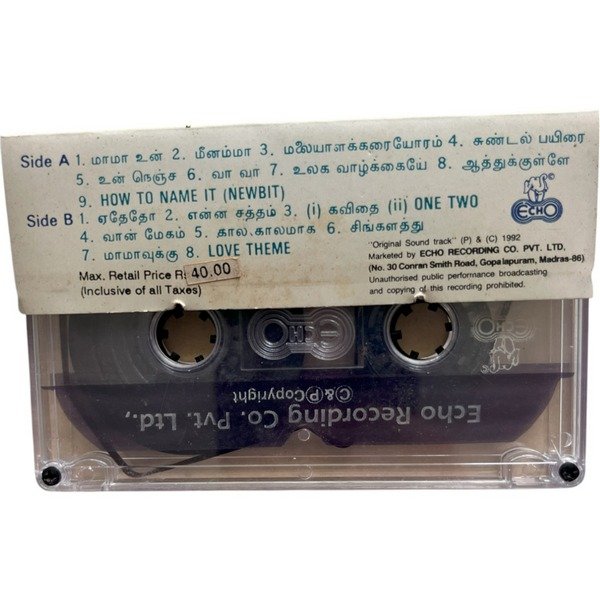 Side A 1. மாமா உன் 2. மீனம்மா 3. மலையாளக்கரையோரம் 4. சுண்டல் பயிரை
5. உன் நெஞ்ச 6. வா வா 7. உலக வாழ்க்கையே 8. ஆத்துக்குள்ளே
9. HOW TO NAME IT (NEWBIT)
ECHO
Side B 1. ஏதேதோ 2. என்ன சத்தம் 3. (i) கவிதை (ii) ONE TWO
4. வான் மேகம் 5. கால.காலமாக 6. சிங்களத்து
7. மாமாவுக்கு 8. LOVE THEME
"Original Sound track" (P) & (C) 1992
Marketed by ECHO RECORDING CO. PVT. LTD.
(No. 30 Conran Smith Road, Gopalapuram, Madras-86)
Unauthorised public performance broadcasting
and copying of this recording prohibited.
Max. Retail Price Rs 40.00
(Inclusive of all Taxes)
ECHO
ECHO
©&℗Copyright
Echo Recording Co. Pvt. Ltd.,